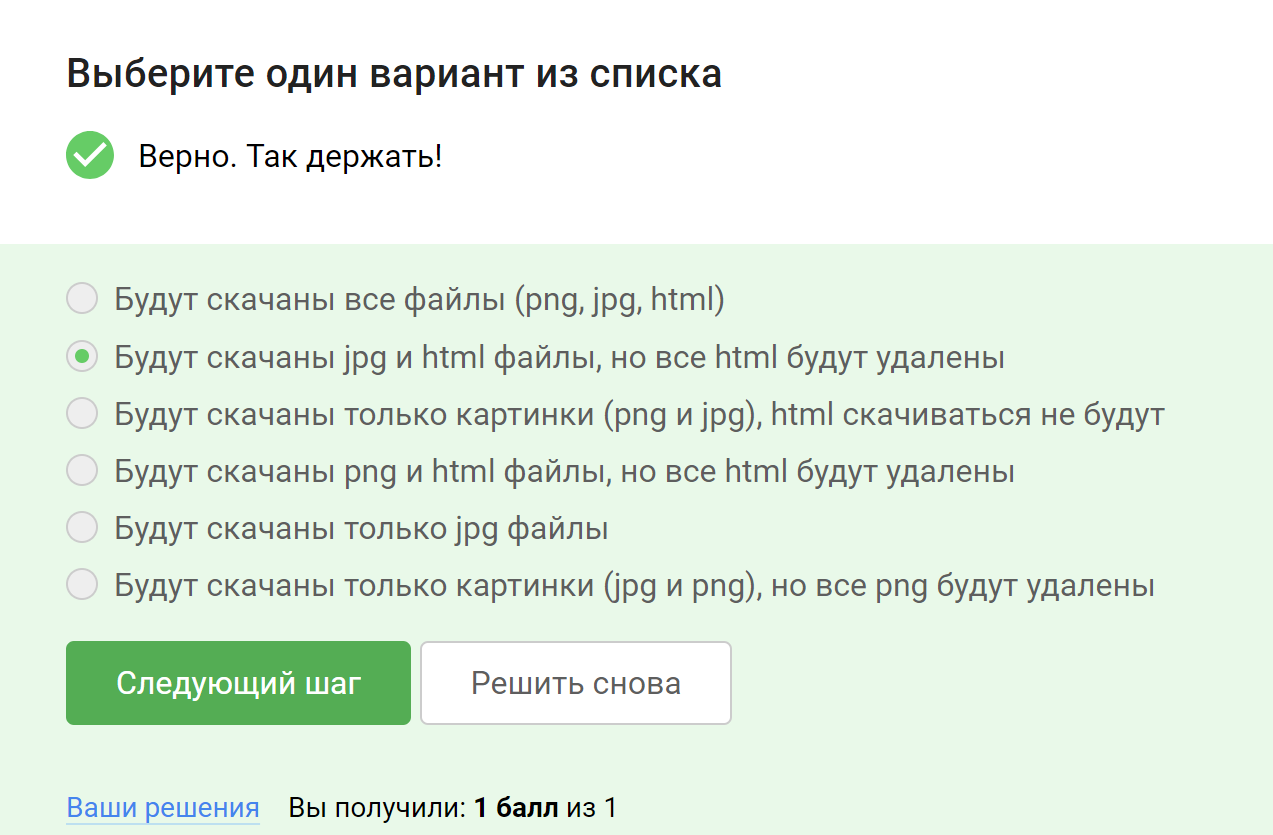 Выберите один вариант из списка
Верно. Так держать!
Будут скачаны все файлы (png, jpg, html)
Будут скачаны jpg и html файлы, но все html будут удалены
Будут скачаны только картинки (png и jpg), html скачиваться не будут
Будут скачаны png и html файлы, но все html будут удалены
Будут скачаны только jpg файлы
Будут скачаны только картинки (jpg и png), но все png будут удалены
Следующий шаг Решить снова
Ваши решения Вы получили: 1 балл из 1